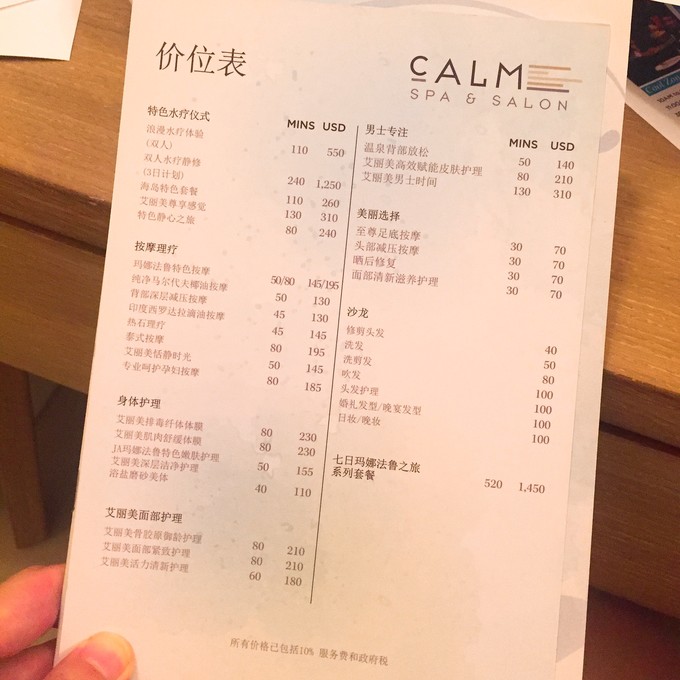 价位表
CALM
SPA & SALON
特色水疗仪式 MINS USD
浪漫水疗体验
(双人) 110 550
双人水疗静修
(3日计划) 240 1,250
海岛特色套餐 110 260
艾丽美尊享感觉 130 310
特色静心之旅 80 240
按摩理疗
玛娜法鲁特色按摩 50/80 145/195
纯净马尔代夫椰油按摩 50 130
背部深层减压按摩 45 130
印度西罗达拉滴油按摩 45 145
热石理疗 80 195
泰式按摩 50 145
艾丽美恬静时光 80 185
专业呵护孕妇按摩
身体护理
艾丽美排毒纤体体膜 80 230
艾丽美肌肉舒缓体膜 80 230
JA玛娜法鲁特色嫩肤护理 50 155
艾丽美深层洁净护理
浴盐磨砂美体 40 110
艾丽美面部护理
艾丽美骨胶原御龄护理 80 210
艾丽美面部紧致护理 80 210
艾丽美活力清新护理 60 180
男士专注 MINS USD
温泉背部放松 50 140
艾丽美高效赋能皮肤护理 80 210
艾丽美男士时间 130 310
美丽选择
至尊足底按摩 30 70
头部减压按摩 30 70
晒后修复 30 70
面部清新滋养护理 30 70
沙龙
修剪头发 40
洗发 50
洗剪发 80
吹发 100
头发护理 100
婚礼发型/晚宴发型 100
日妆/晚妆 100
七日玛娜法鲁之旅
系列套餐 520 1,450
所有价格已包括10% 服务费和政府税